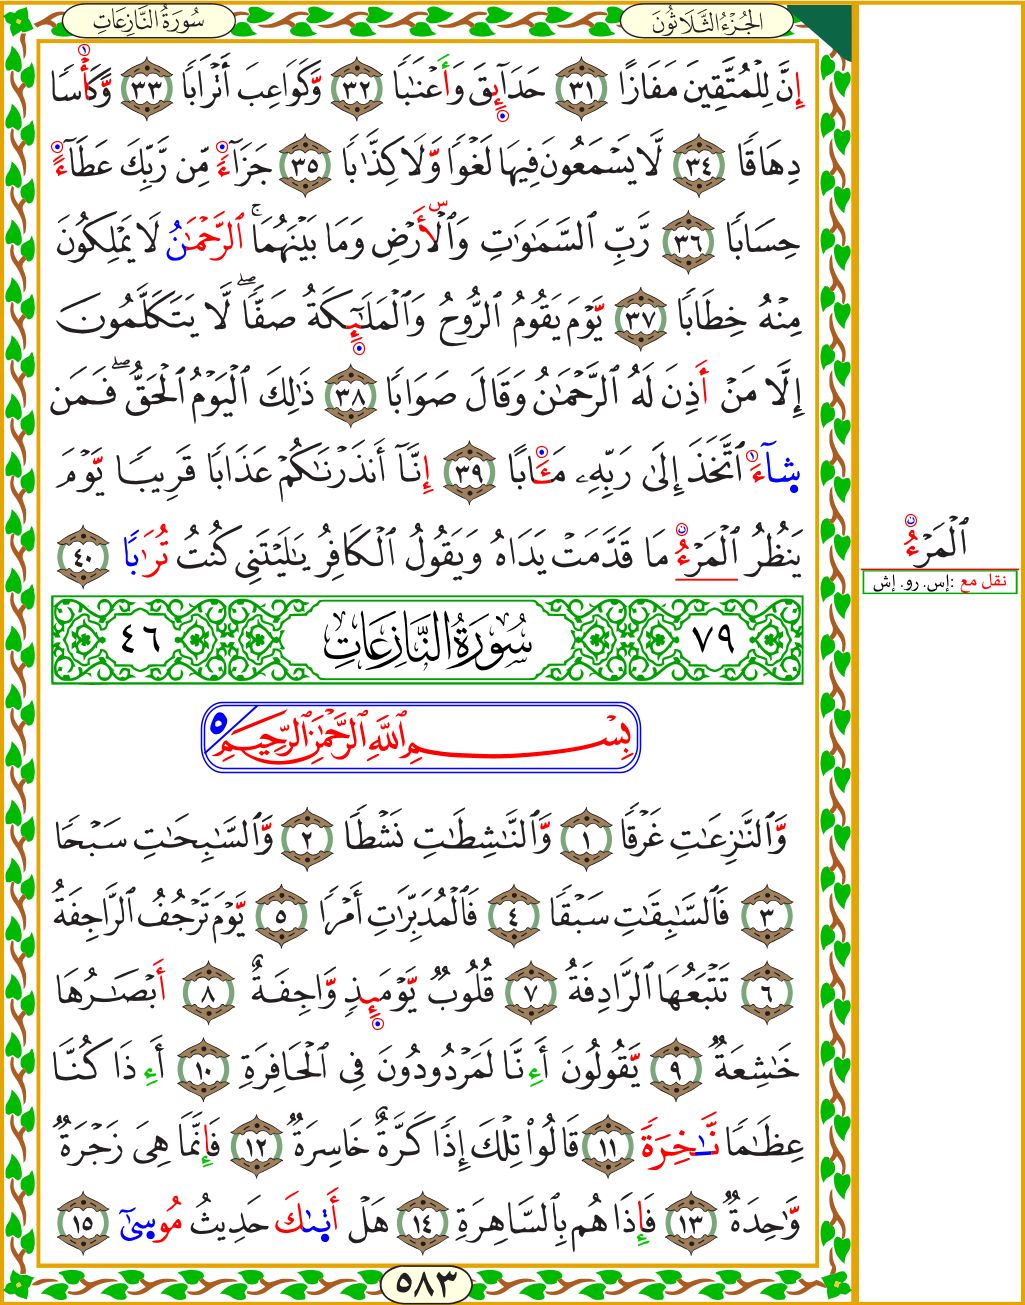 سُورَةُ النَّازِعَاتِ
الجُزْءُ الثَّلَاثُونَ
إِنَّ لِلْمُتَّقِينَ مَفَازًا ٣١ حَدَآئِقَ وَأَعْنَٰبًا ٣٢ وَّكَوَاعِبَ أَتْرَابًا ٣٣ وَّكَأْسًا
دِهَاقًا ٣٤ لَّا يَسْمَعُونَ فِيهَا لَغْوًا وَّلَا كِذَّٰبًا ٣٥ جَزَآءً مِّن رَّبِّكَ عَطَآءً
حِسَابًا ٣٦ رَّبِّ ٱلسَّمَٰوَٰتِ وَٱلْأَرْضِ وَمَا بَيْنَهُمَا ۚ ٱلرَّحْمَٰنُ لَا يَمْلِكُونَ
مِنْهُ خِطَابًا ٣٧ يَّوْمَ يَقُومُ ٱلرُّوحُ وَٱلْمَلَٰٓئِكَةُ صَفًّا ۖ لَّا يَتَكَلَّمُونَ
إِلَّا مَنْ أَذِنَ لَهُ ٱلرَّحْمَٰنُ وَقَالَ صَوَابًا ٣٨ ذَٰلِكَ ٱلْيَوْمُ ٱلْحَقُّ ۖ فَمَن
شَآءَ ٱتَّخَذَ إِلَىٰ رَبِّهِۦ مَـَٔابًا ٣٩ إِنَّآ أَنذَرْنَٰكُمْ عَذَابًا قَرِيبًا يَّوْمَ
يَنظُرُ ٱلْمَرْءُ مَا قَدَّمَتْ يَدَاهُ وَيَقُولُ ٱلْكَافِرُ يَٰلَيْتَنِى كُنتُ تُرَٰبًا ٤٠
ٱلْمَرْءُ
نقل مع :إس. رو. إش
٧٩ سُورَةُ النَّازِعَاتِ ٤٦
بِسْمِ ٱللَّهِ ٱلرَّحْمَٰنِ ٱلرَّحِيمِ ٥
وَّٱلنَّٰزِعَٰتِ غَرْقًا ١ وَّٱلنَّٰشِطَٰتِ نَشْطًا ٢ وَّٱلسَّٰبِحَٰتِ سَبْحًا
٣ فَٱلسَّٰبِقَٰتِ سَبْقًا ٤ فَٱلْمُدَبِّرَٰتِ أَمْرًا ٥ يَّوْمَ تَرْجُفُ ٱلرَّاجِفَةُ
٦ تَتْبَعُهَا ٱلرَّادِفَةُ ٧ قُلُوبٌ يَّوْمَئِذٍ وَّاجِفَةٌ ٨ أَبْصَٰرُهَا
خَٰشِعَةٌ ٩ يَّقُولُونَ أَءِنَّا لَمَرْدُودُونَ فِى ٱلْحَافِرَةِ ١٠ أَءِذَا كُنَّا
عِظَٰمًا نَّٰخِرَةً ١١ قَالُوا۟ تِلْكَ إِذًا كَرَّةٌ خَاسِرَةٌ ١٢ فَإِنَّمَا هِىَ زَجْرَةٌ
وَّٰحِدَةٌ ١٣ فَإِذَا هُم بِٱلسَّاهِرَةِ ١٤ هَلْ أَتَىٰكَ حَدِيثُ مُوسَىٰٓ ١٥
٥٨٣